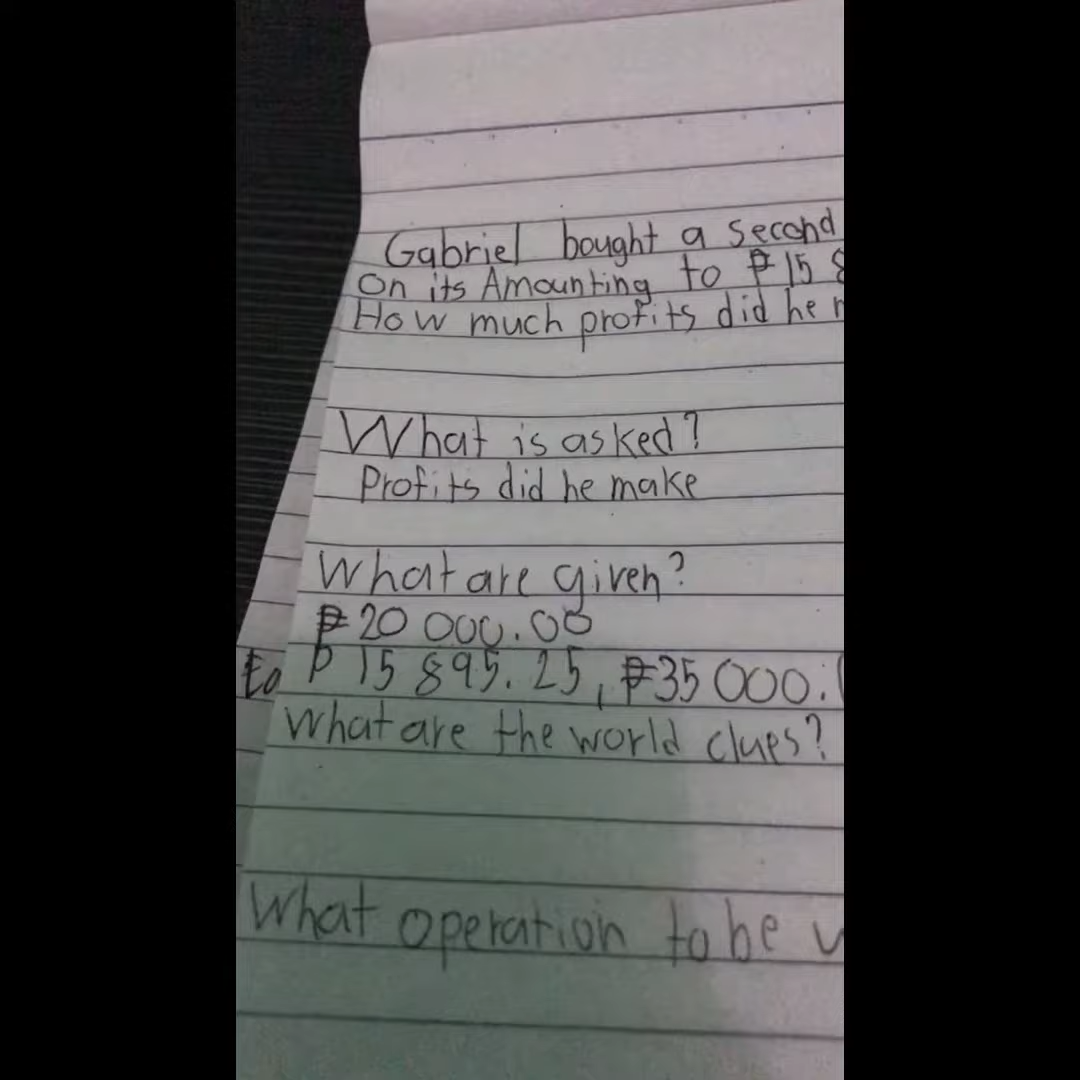 Gabriel bought a second
On its Amounting to ₱ 15 8
How much profits did he
What is asked?
Profits did he make
What are given?
₱ 20 000.00
₱ 15 895.25, ₱35 000.
What are the world clues?
What operation to be